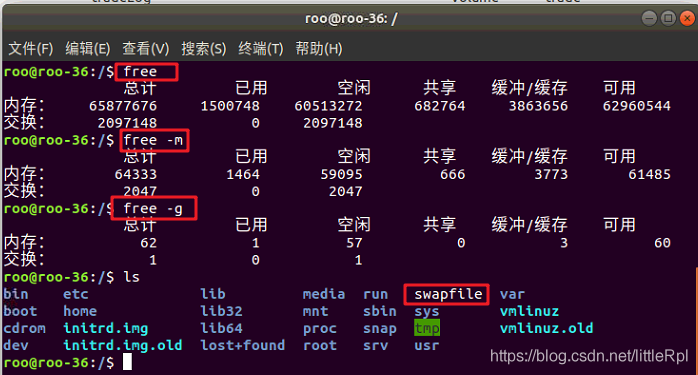 roo@roo-36: /
文件(F) 编辑(E) 查看(V) 搜索(S) 终端(T) 帮助(H)
roo@roo-36:/$ free
总计 已用 空闲 共享 缓冲/缓存 可用
内存: 65877676 1500748 60513272 682764 3863656 62960544
交换: 2097148 0 2097148
roo@roo-36:/$ free -m
总计 已用 空闲 共享 缓冲/缓存 可用
内存: 64333 1464 59095 666 3773 61485
交换: 2047 0 2047
roo@roo-36:/$ free -g
总计 已用 空闲 共享 缓冲/缓存 可用
内存: 62 1 57 0 3 60
交换: 1 0 1
roo@roo-36:/$ ls
bin etc lib media run swapfile var
boot home lib32 mnt sbin sys vmlinuz
cdrom initrd.img lib64 proc snap tmp vmlinuz.old
dev initrd.img.old lost+found root srv usr
roo@roo-36:/$
https://blog.csdn.net/littleRpl